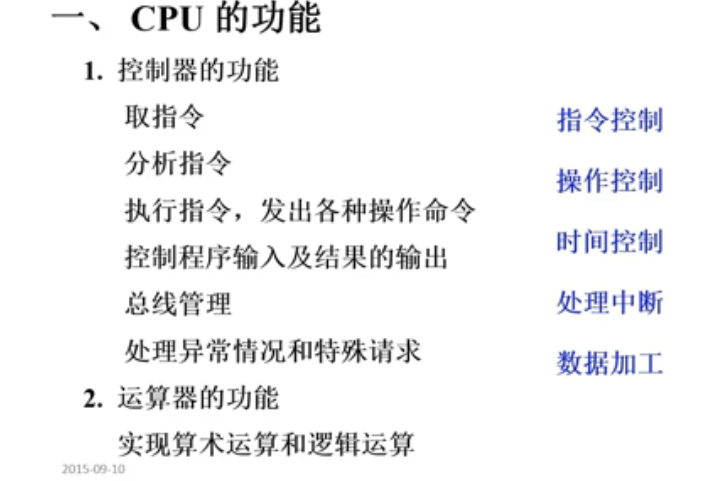 一、 CPU 的功能
1. 控制器的功能
取指令
分析指令
执行指令，发出各种操作命令
控制程序输入及结果的输出
总线管理
处理异常情况和特殊请求
2. 运算器的功能
实现算术运算和逻辑运算
指令控制
操作控制
时间控制
处理中断
数据加工
2015-09-10